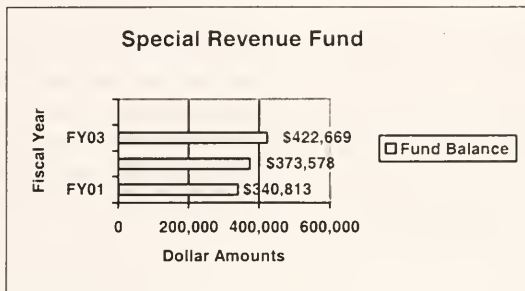 Special Revenue Fund
Fiscal Year
FY03
$422,669
$373,578
FY01
$340,813
0 200,000 400,000 600,000
Dollar Amounts
Fund Balance